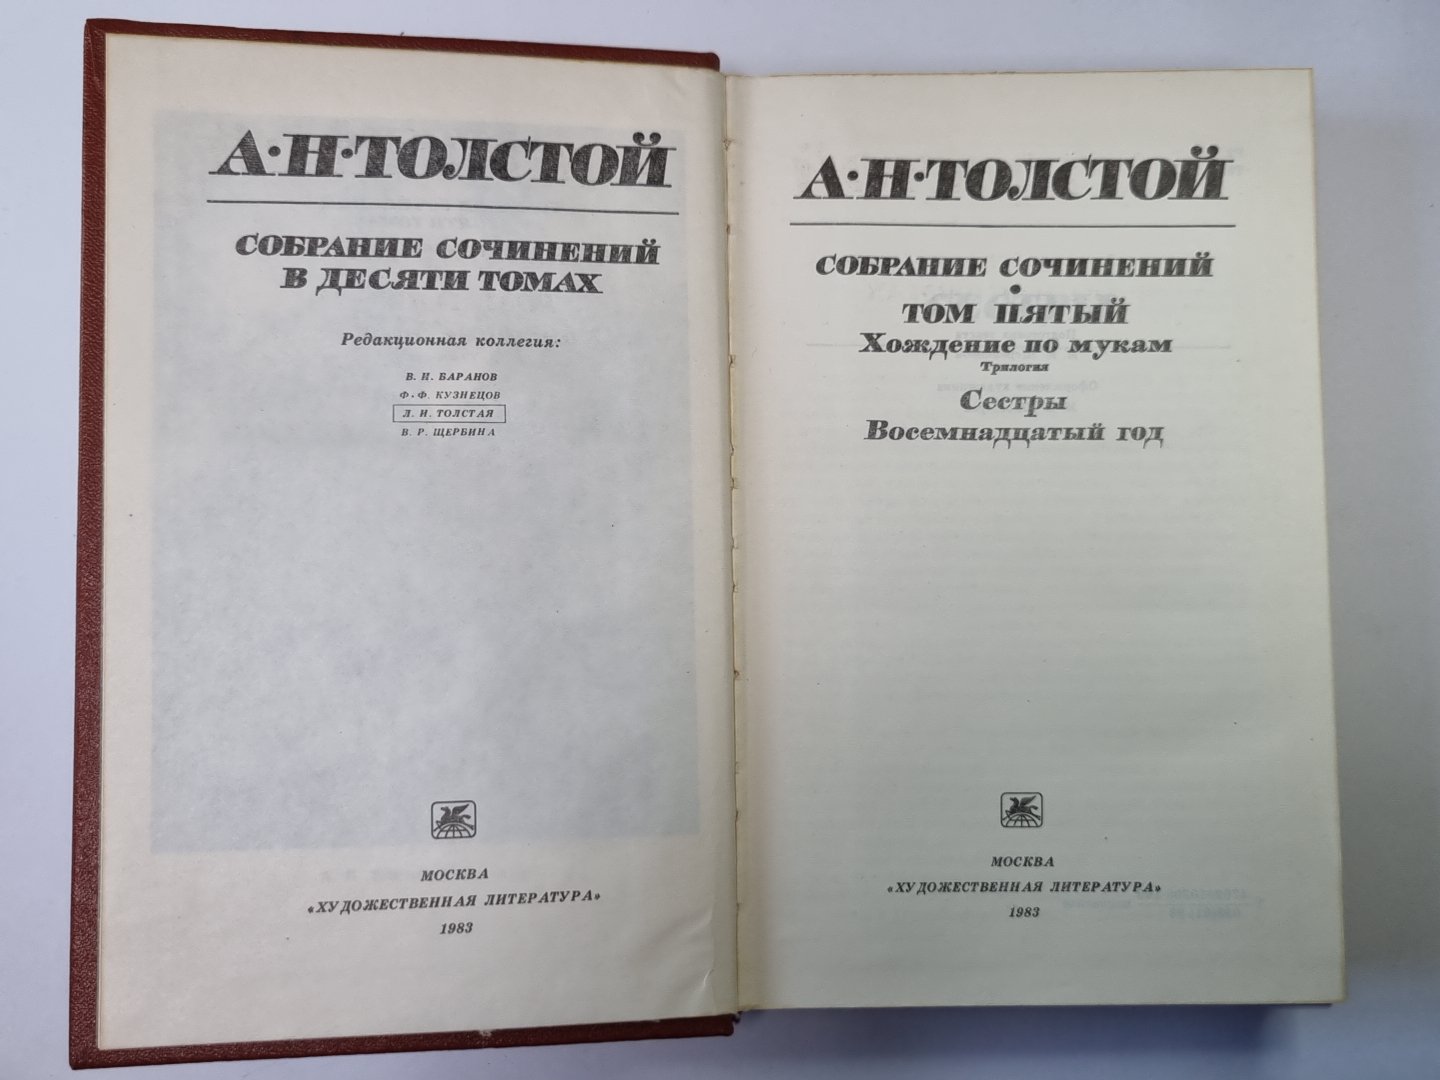 А·Н·ТОЛСТОЙ
СОБРАНИЕ СОЧИНЕНИЙ
В ДЕСЯТИ ТОМАХ
Редакционная коллегия:
В. И. БАРАНОВ
Ф. Ф. КУЗНЕЦОВ
Л. И. ТОЛСТАЯ
В. Р. ЩЕРБИНА
МОСКВА
«ХУДОЖЕСТВЕННАЯ ЛИТЕРАТУРА»
1983
А·Н·ТОЛСТОЙ
СОБРАНИЕ СОЧИНЕНИЙ
•
ТОМ ПЯТЫЙ
Хождение по мукам
Трилогия
Сестры
Восемнадцатый год
МОСКВА
«ХУДОЖЕСТВЕННАЯ ЛИТЕРАТУРА»
1983